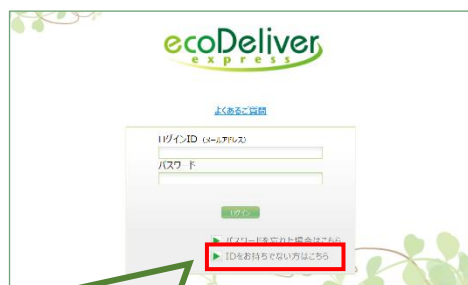 ecoDeliver
express
よくあるご質問
ログインID (メールアドレス)
パスワード
ログイン
パスワードを忘れた場合はこちら
IDをお持ちでない方はこちら